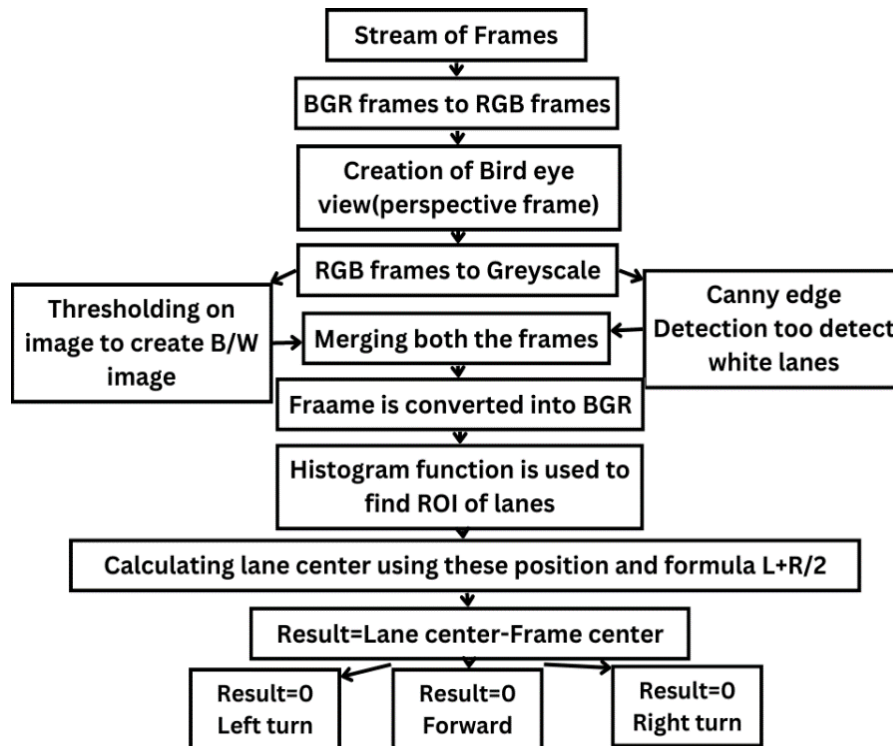 Stream of Frames
BGR frames to RGB frames
Creation of Bird eye
view(perspective frame)
RGB frames to Greyscale
Thresholding on
image to create B/W
image
Merging both the frames
Canny edge
Detection too detect
white lanes
Fraame is converted into BGR
Histogram function is used to
find ROI of lanes
Calculating lane center using these position and formula L+R/2
Result=Lane center-Frame center
Result=0
Left turn
Result=0
Forward
Result=0
Right turn